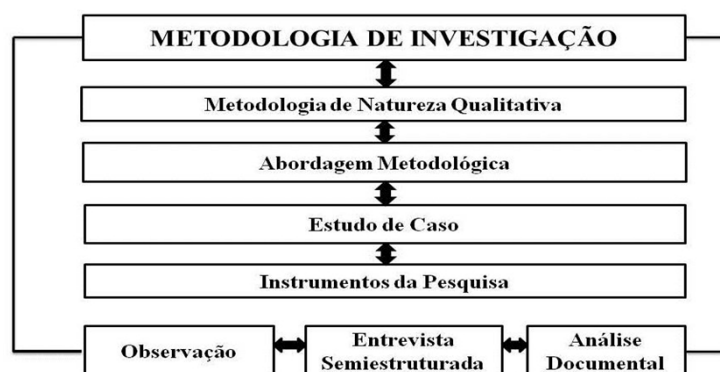 METODOLOGIA DE INVESTIGAÇÃO
Metodologia de Natureza Qualitativa
Abordagem Metodológica
Estudo de Caso
Instrumentos da Pesquisa
Observação
Entrevista
Semiestruturada
Análise
Documental